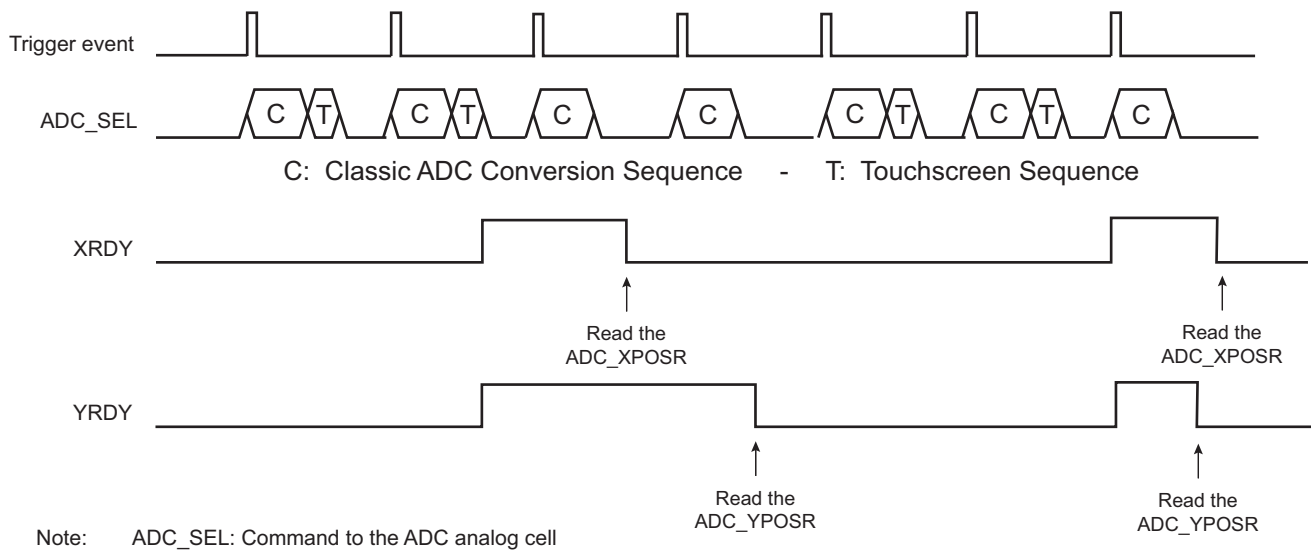 Trigger event
ADC_SEL
C T C T C C C T C T C
C: Classic ADC Conversion Sequence - T: Touchscreen Sequence
XRDY
Read the
ADC_XPOSR
Read the
ADC_XPOSR
YRDY
Read the
ADC_YPOSR
Read the
ADC_YPOSR
Note: ADC_SEL: Command to the ADC analog cell